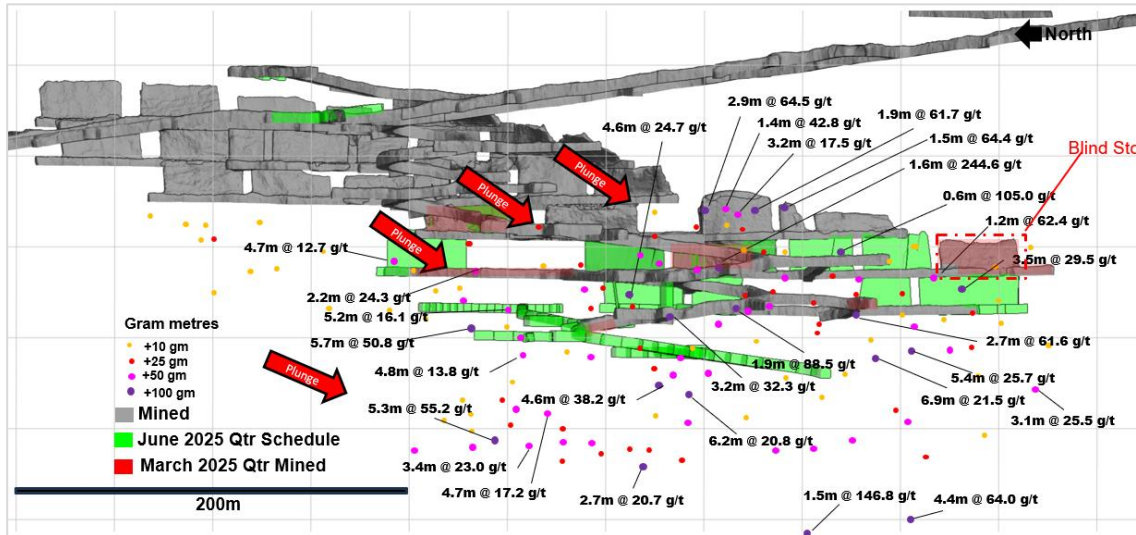 North
2.9m @ 64.5 g/t
1.4m @ 42.8 g/t
3.2m @ 17.5 g/t
4.6m @ 24.7 g/t
1.9m @ 61.7 g/t
1.5m @ 64.4 g/t
1.6m @ 244.6 g/t
Blind Sto
0.6m @ 105.0 g/t
1.2m @ 62.4 g/t
3.5m @ 29.5 g/t
Plunge
Plunge
Plunge
4.7m @ 12.7 g/t
2.2m @ 24.3 g/t
5.2m @ 16.1 g/t
5.7m @ 50.8 g/t
4.8m @ 13.8 g/t
Plunge
5.3m @ 55.2 g/t
3.4m @ 23.0 g/t
4.7m @ 17.2 g/t
2.7m @ 20.7 g/t
4.6m @ 38.2 g/t
3.2m @ 32.3 g/t
1.9m @ 88.5 g/t
6.2m @ 20.8 g/t
2.7m @ 61.6 g/t
5.4m @ 25.7 g/t
6.9m @ 21.5 g/t
3.1m @ 25.5 g/t
1.5m @ 146.8 g/t
4.4m @ 64.0 g/t
Gram metres
+10 gm
+25 gm
+50 gm
+100 gm
Mined
June 2025 Qtr Schedule
March 2025 Qtr Mined
200m